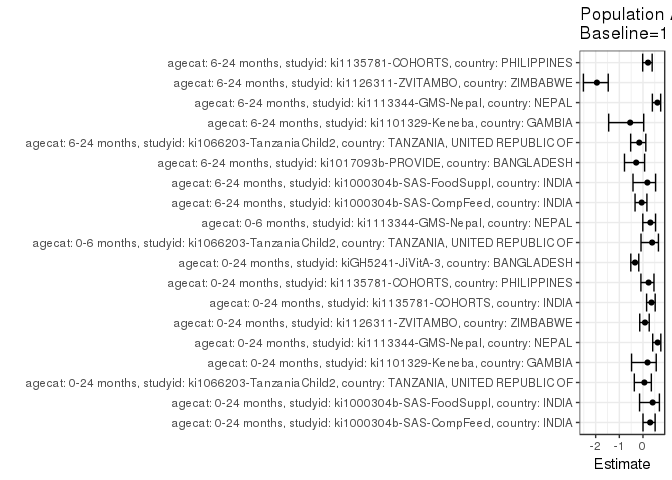 Population
Baseline=1
agecat: 6-24 months, studyid: ki1135781-COHORTS, country: PHILIPPINES
agecat: 6-24 months, studyid: ki1126311-ZVITAMBO, country: ZIMBABWE
agecat: 6-24 months, studyid: ki1113344-GMS-Nepal, country: NEPAL
agecat: 6-24 months, studyid: ki1101329-Keneba, country: GAMBIA
agecat: 6-24 months, studyid: ki1066203-TanzaniaChild2, country: TANZANIA, UNITED REPUBLIC OF
agecat: 6-24 months, studyid: ki1017093b-PROVIDE, country: BANGLADESH
agecat: 6-24 months, studyid: ki1000304b-SAS-FoodSuppl, country: INDIA
agecat: 6-24 months, studyid: ki1000304b-SAS-CompFeed, country: INDIA
agecat: 0-6 months, studyid: ki1113344-GMS-Nepal, country: NEPAL
agecat: 0-6 months, studyid: ki1066203-TanzaniaChild2, country: TANZANIA, UNITED REPUBLIC OF
agecat: 0-24 months, studyid: kiGH5241-JiVitA-3, country: BANGLADESH
agecat: 0-24 months, studyid: ki1135781-COHORTS, country: PHILIPPINES
agecat: 0-24 months, studyid: ki1135781-COHORTS, country: INDIA
agecat: 0-24 months, studyid: ki1126311-ZVITAMBO, country: ZIMBABWE
agecat: 0-24 months, studyid: ki1113344-GMS-Nepal, country: NEPAL
agecat: 0-24 months, studyid: ki1101329-Keneba, country: GAMBIA
agecat: 0-24 months, studyid: ki1066203-TanzaniaChild2, country: TANZANIA, UNITED REPUBLIC OF
agecat: 0-24 months, studyid: ki1000304b-SAS-FoodSuppl, country: INDIA
agecat: 0-24 months, studyid: ki1000304b-SAS-CompFeed, country: INDIA
-2 -1 0
Estimate